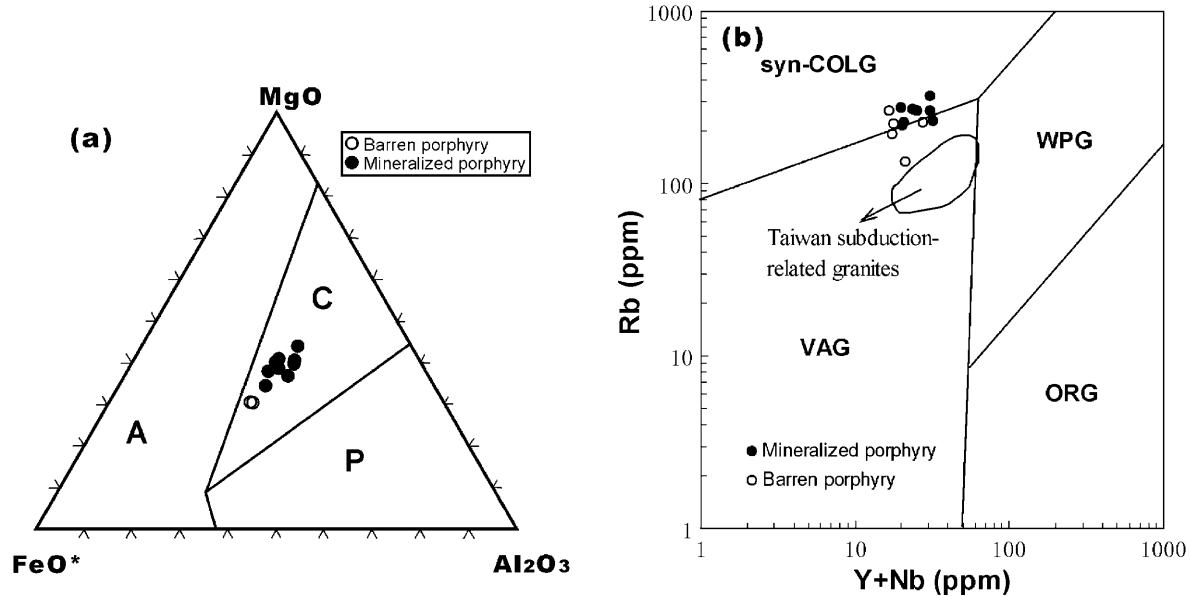 (a)
MgO
Barren porphyry
Mineralized porphyry
C
A
P
FeO*
Al₂O₃
(b)
1000
100
10
1
Rb (ppm)
syn-COLG
WPG
Taiwan subduction-
related granites
VAG
ORG
Mineralized porphyry
Barren porphyry
1
10
100
1000
Y+Nb (ppm)